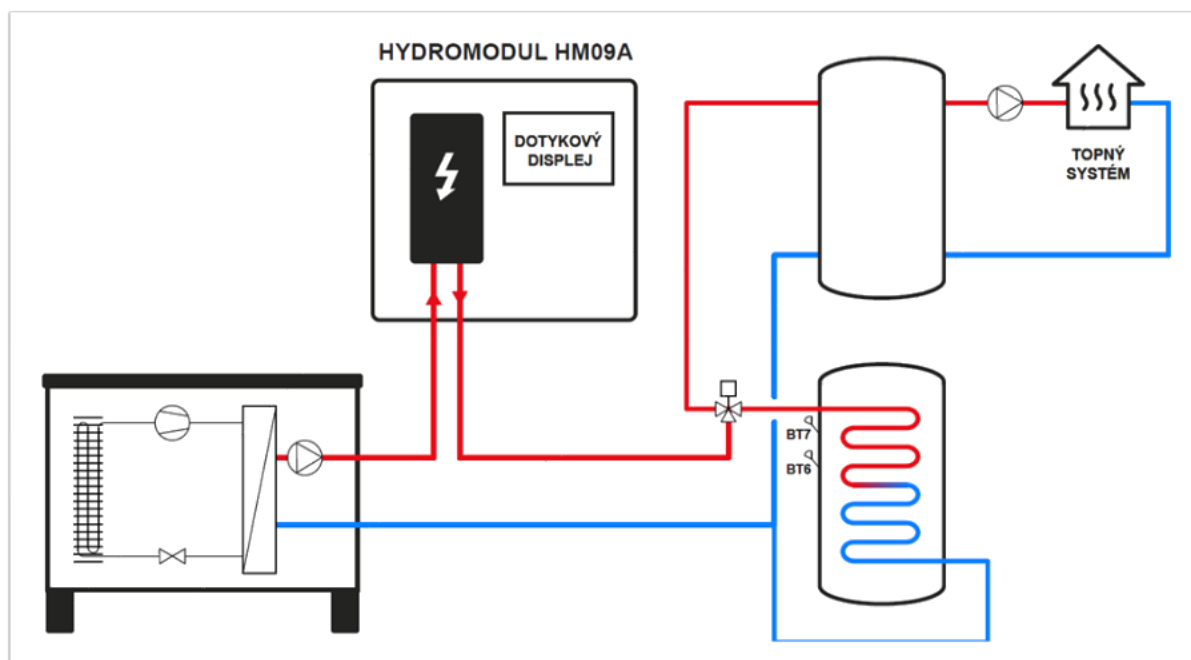 HYDROMODUL HM09A
DOTYKOVÝ
DISPLEJ
TOPNÝ
SYSTÉM
BT7
BT6